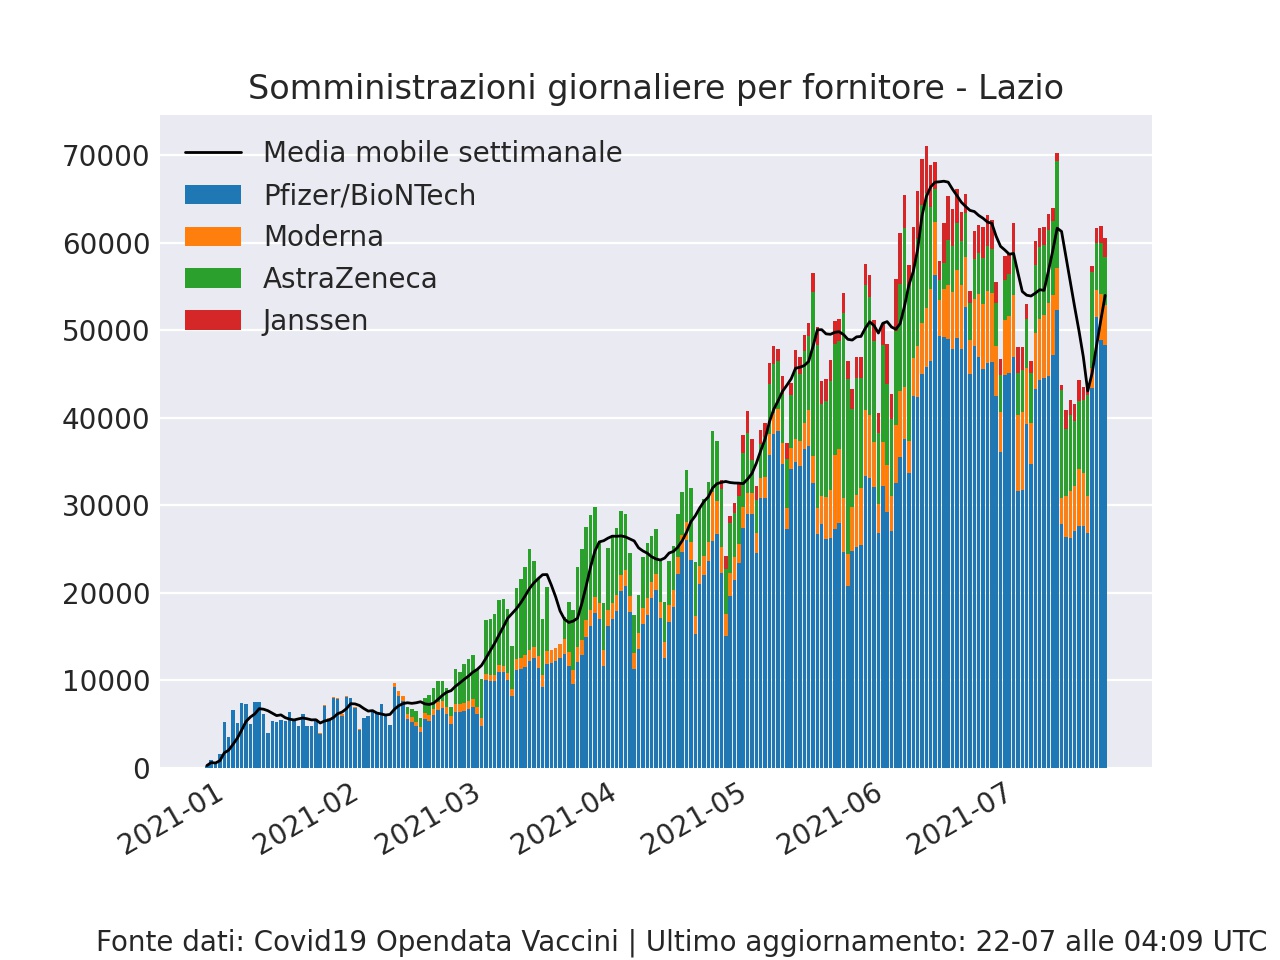 Somministrazioni giornaliere per fornitore - Lazio
70000
60000
50000
40000
30000
20000
10000
0
Media mobile settimanale
Pfizer/BioNTech
Moderna
AstraZeneca
Janssen
2021-01
2021-02
2021-03
2021-04
2021-05
2021-06
2021-07
Fonte dati: Covid19 Opendata Vaccini | Ultimo aggiornamento: 22-07 alle 04:09 UTC